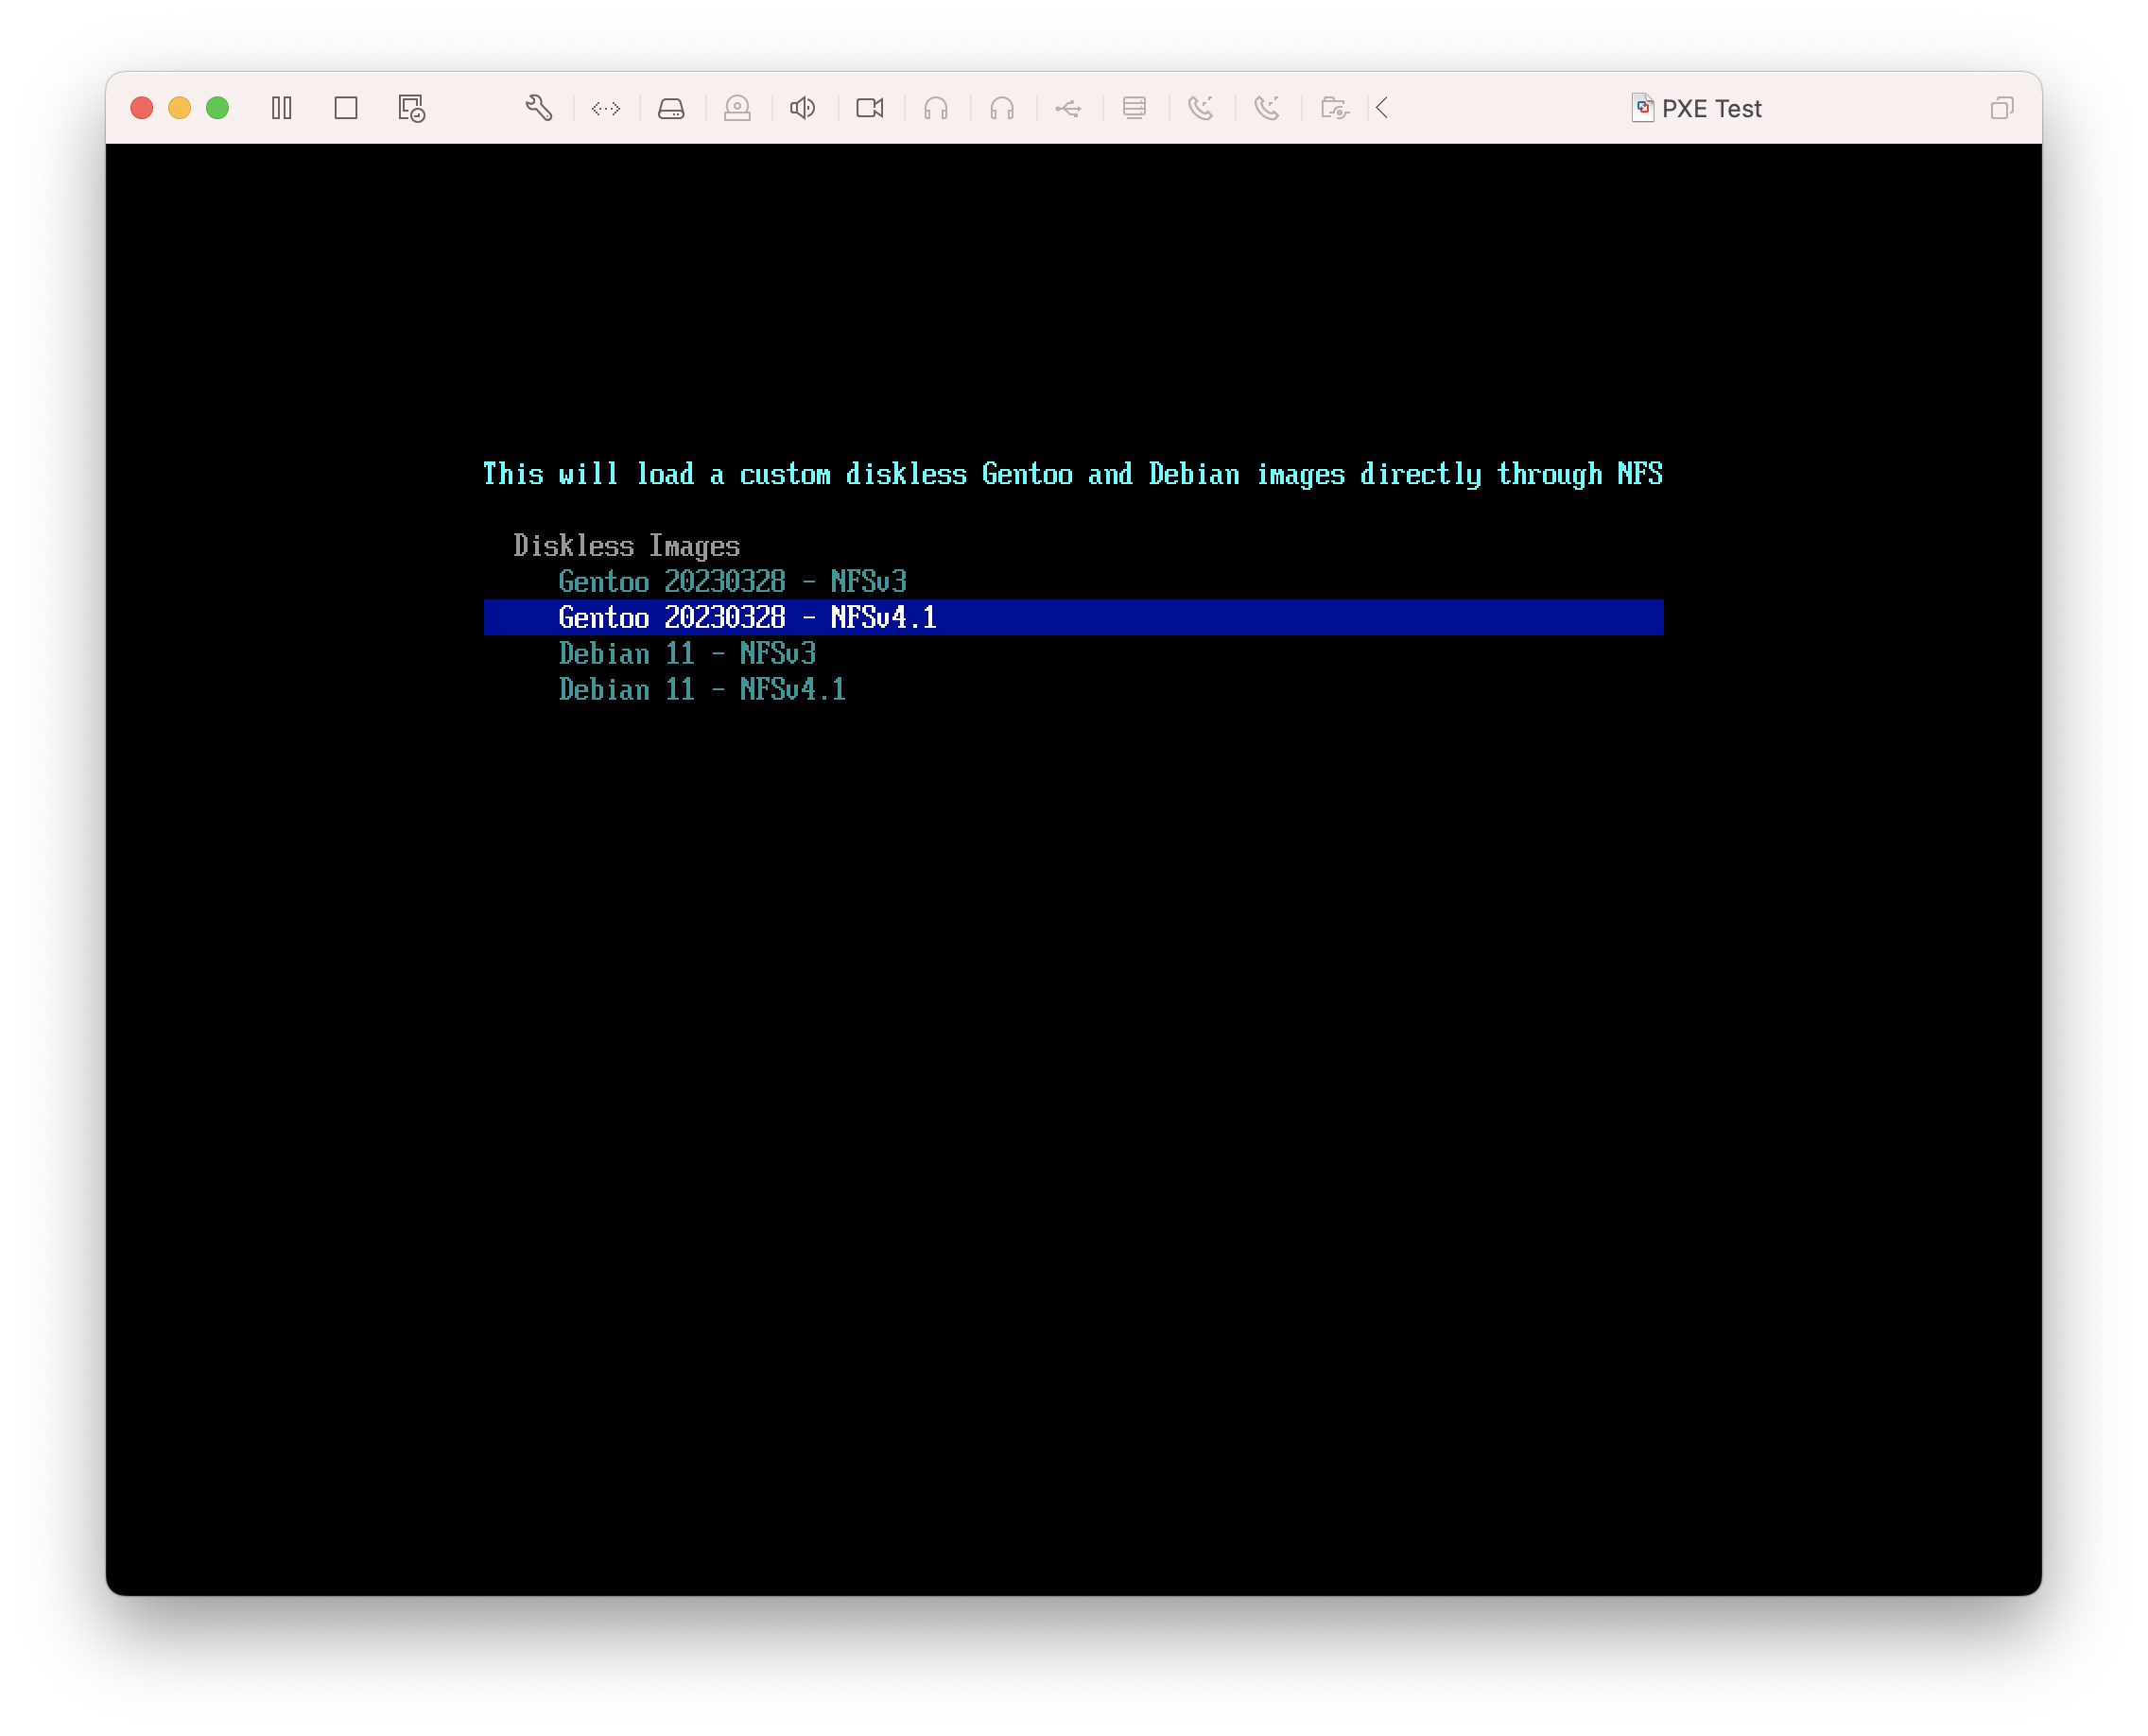 PXE Test
This will load a custom diskless Gentoo and Debian images directly through NFS
Diskless Images
Gentoo 20230328 - NFSv3
Gentoo 20230328 - NFSv4.1
Debian 11 - NFSv3
Debian 11 - NFSv4.1